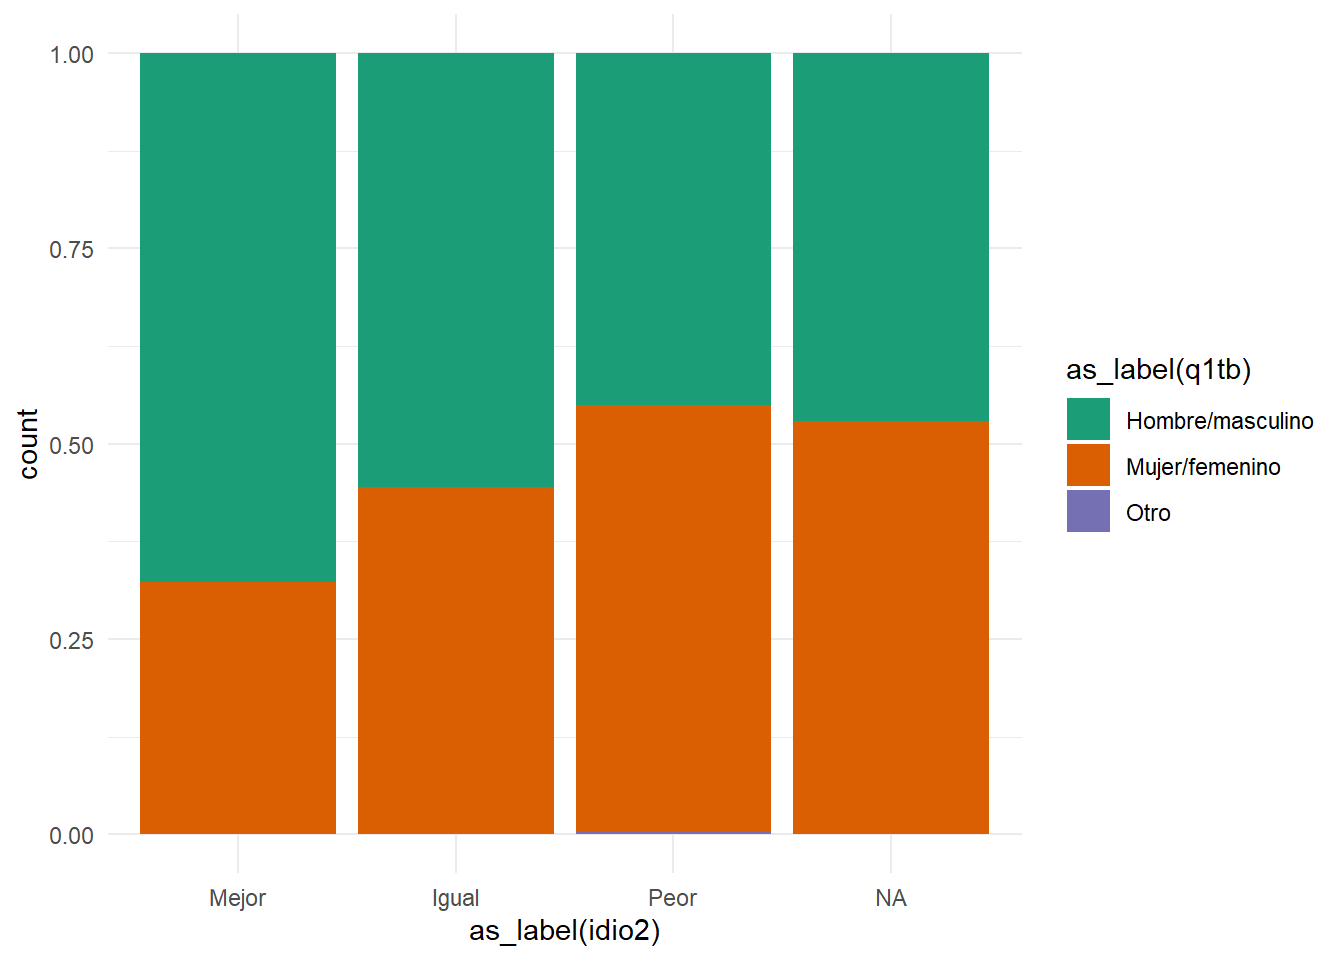 1.00
0.75
0.50
0.25
0.00
count
Mejor
Igual
Peor
NA
as_label(idio2)
as_label(q1tb)
Hombre/masculino
Mujer/femenino
Otro